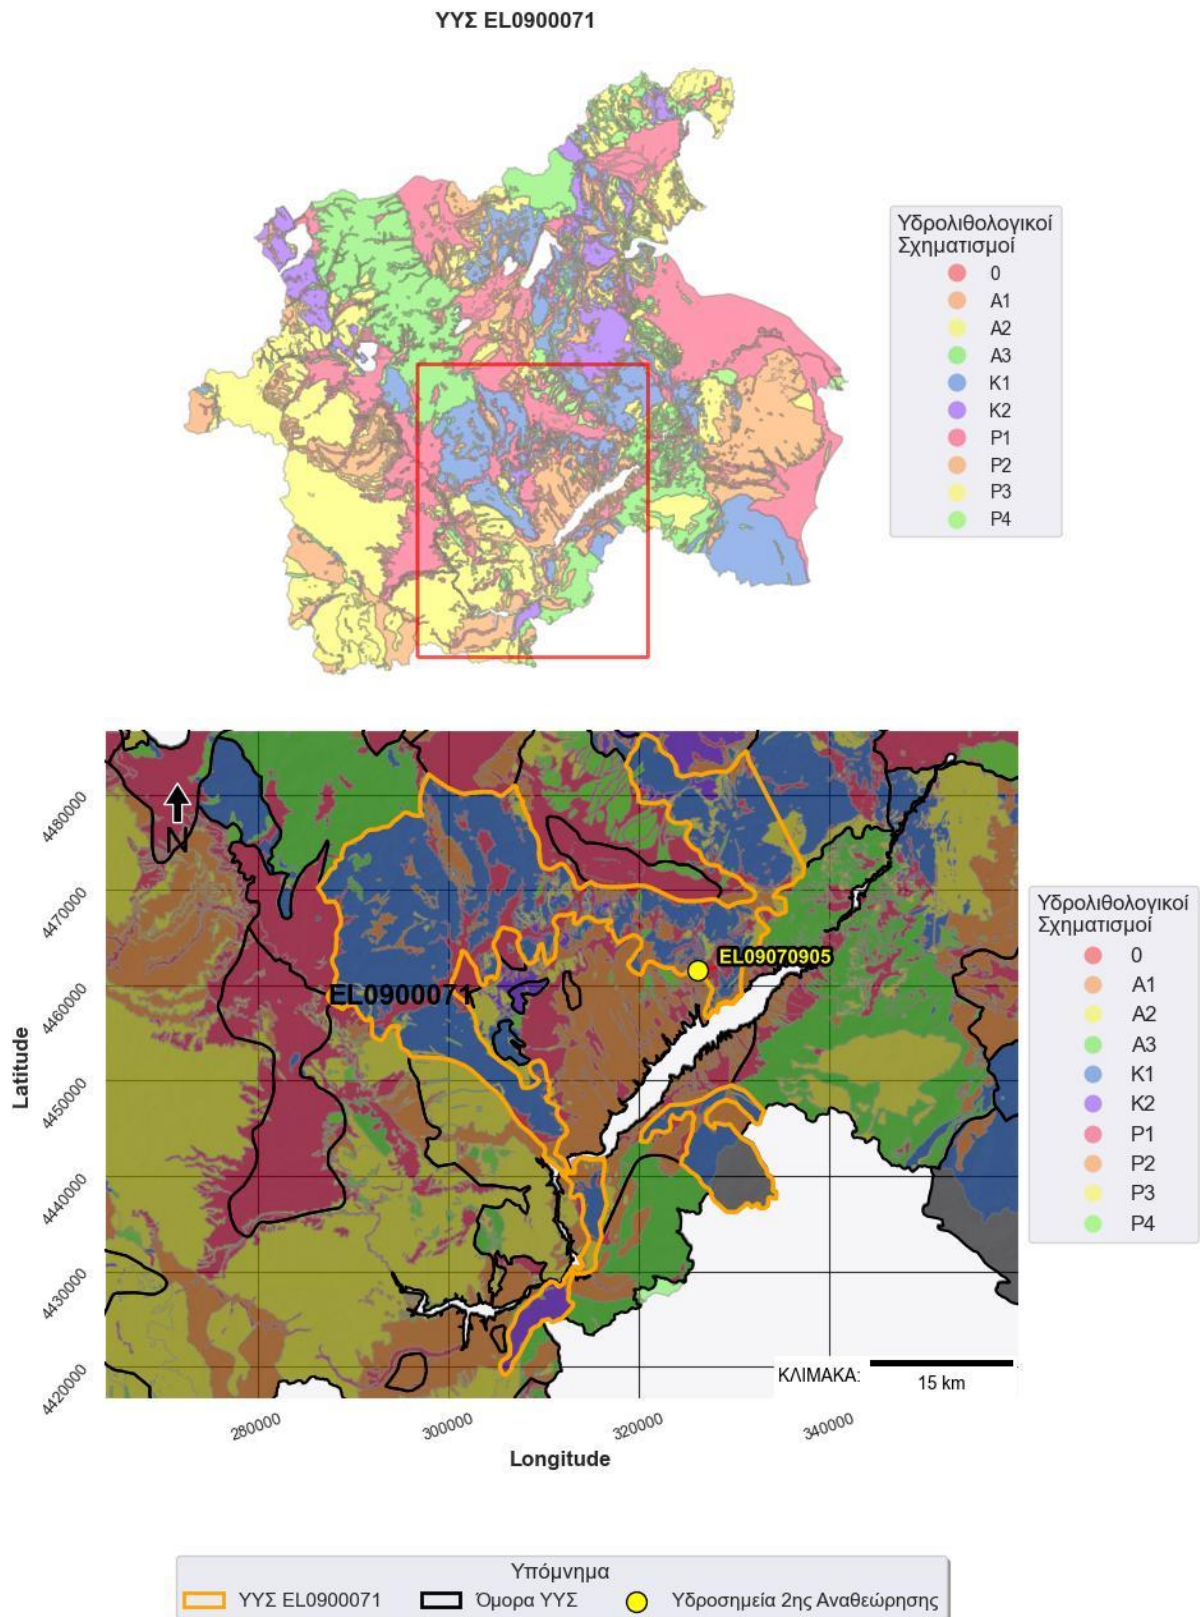 ΥΥΣ EL0900071
Υδρολιθολογικοί
Σχηματισμοί
0
A1
A2
A3
K1
K2
P1
P2
P3
P4
4480000
4470000
4460000
4450000
4440000
4430000
4420000
Latitude
N
EL09070905
EL0900071
ΚΛΙΜΑΚΑ:
15 km
280000
300000
320000
340000
Longitude
Υδρολιθολογικοί
Σχηματισμοί
0
A1
A2
A3
K1
K2
P1
P2
P3
P4
Υπόμνημα
ΥΥΣ EL0900071
Όμορα ΥΥΣ
Υδροσημεία 2ης Αναθεώρησης